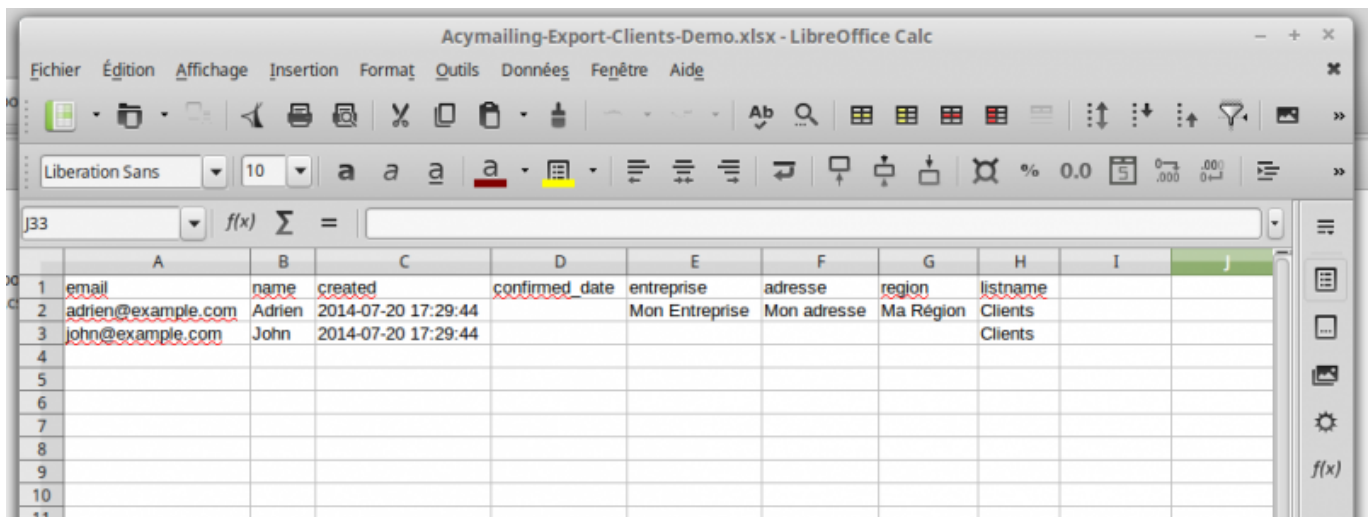 Acymailing-Export-Clients-Demo.xlsx - LibreOffice Calc
Fichier Édition Affichage Insertion Format Outils Données Fenêtre Aide
Liberation Sans 10 a a a a % 0.0
J33 f(x) Σ =
A B C D E F G H I J
1 email name created confirmed_date entreprise adresse region listname
2 adrien@example.com Adrien 2014-07-20 17:29:44 Mon Entreprise Mon adresse Ma Région Clients
3 john@example.com John 2014-07-20 17:29:44 Clients
4
5
6
7
8
9
10
11
f(x)